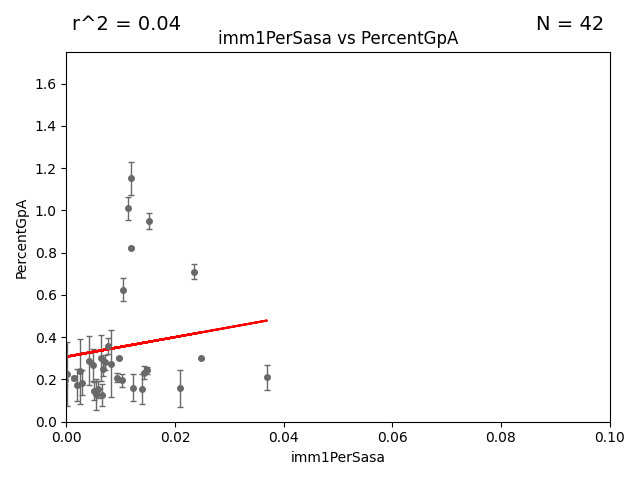 r^2 = 0.04
N = 42
imm1PerSasa vs PercentGpA
PercentGpA
1.6
1.4
1.2
1.0
0.8
0.6
0.4
0.2
0.0
0.00 0.02 0.04 0.06 0.08 0.10
imm1PerSasa